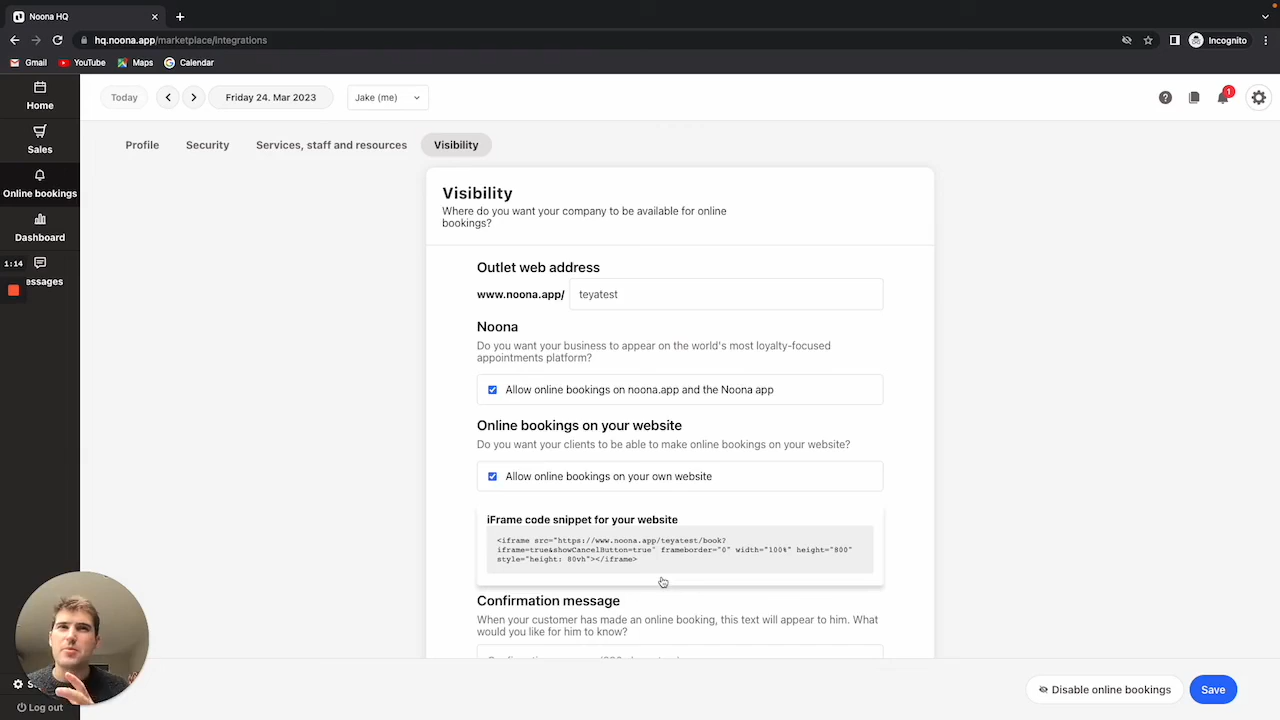 Noona HQ
hq.noona.app/marketplace/integrations
Incognito
Gmail
YouTube
Maps
Calendar
Home
Sales
Online bookings
Dashboard
1:14
essages
Log out
Today
Friday 24. Mar 2023
Jake (me)
1
Profile
Security
Services, staff and resources
Visibility
Visibility
Where do you want your company to be available for online
bookings?
Outlet web address
www.noona.app/
teyatest
Noona
Do you want your business to appear on the world's most loyalty-focused
appointments platform?
Allow online bookings on noona.app and the Noona app
Online bookings on your website
Do you want your clients to be able to make online bookings on your website?
Allow online bookings on your own website
iFrame code snippet for your website
<iframe src="https://www.noona.app/teyatest/book?
iframe=true&showCancelButton=true" frameborder="0" width="100%" height="800"
style="height: 80vh"></iframe>
Confirmation message
When your customer has made an online booking, this text will appear to him. What
would you like for him to know?
Disable online bookings
Save